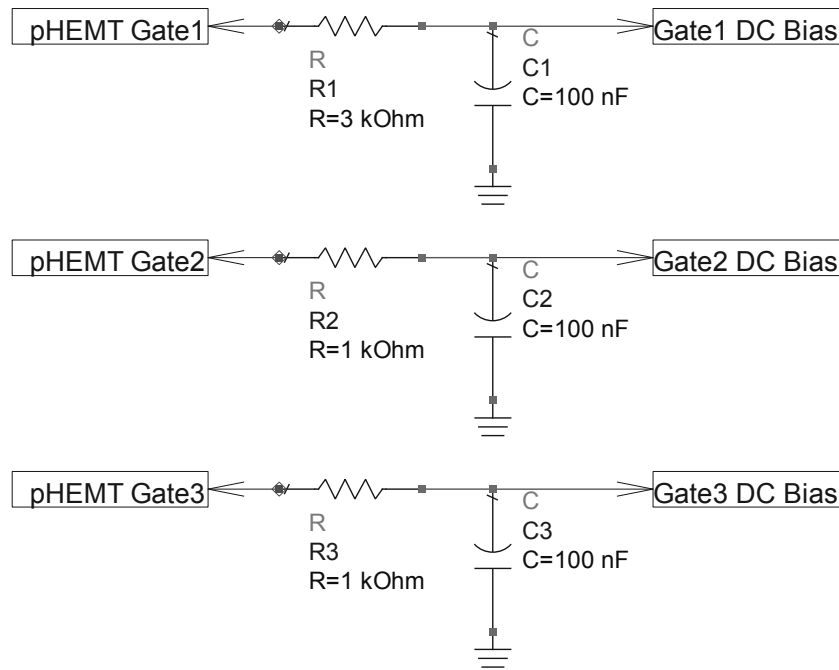 pHEMT Gate1
R
R1
R=3 kOhm
C
C1
C=100 nF
Gate1 DC Bias
pHEMT Gate2
R
R2
R=1 kOhm
C
C2
C=100 nF
Gate2 DC Bias
pHEMT Gate3
R
R3
R=1 kOhm
C
C3
C=100 nF
Gate3 DC Bias